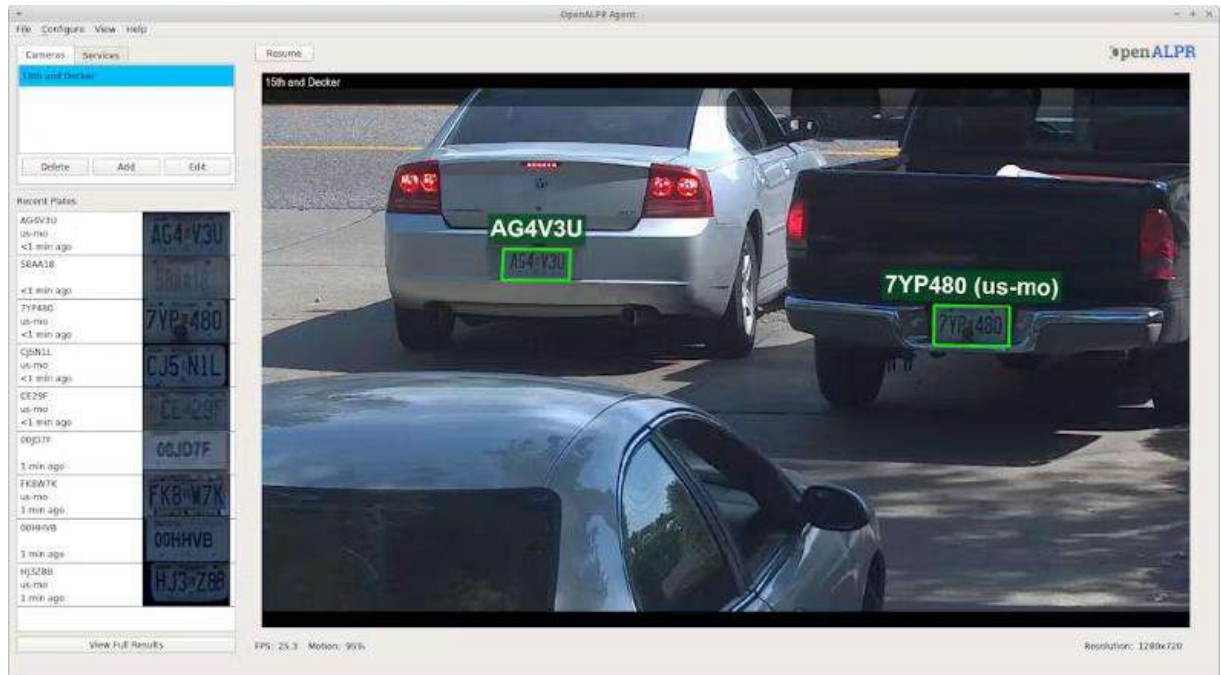 OpenALPR Agent
File Configure View Help
Cameras Services
15th and Decker
Delete Add Edit
Recent Plates
AG4V3U
us-mo
<1 min ago
AG4 V3U
S8AA18
<1 min ago
7YP480
us-mo
<1 min ago
7YP 480
CJ5N1L
us-mo
<1 min ago
CJ5 N1L
CE29F
us-mo
<1 min ago
CE429F
00JD7F
1 min ago
00JD7F
FK8W7K
us-mo
1 min ago
FK8 W7K
00HHVB
1 min ago
00HHVB
HJ3Z8B
us-mo
1 min ago
HJ3 Z8B
View Full Results
Resume
openALPR
15th and Decker
AG4V3U
AG4 V3U
7YP480 (us-mo)
7YP 480
FPS: 25.3 Motion: 95%
Resolution: 1280x720